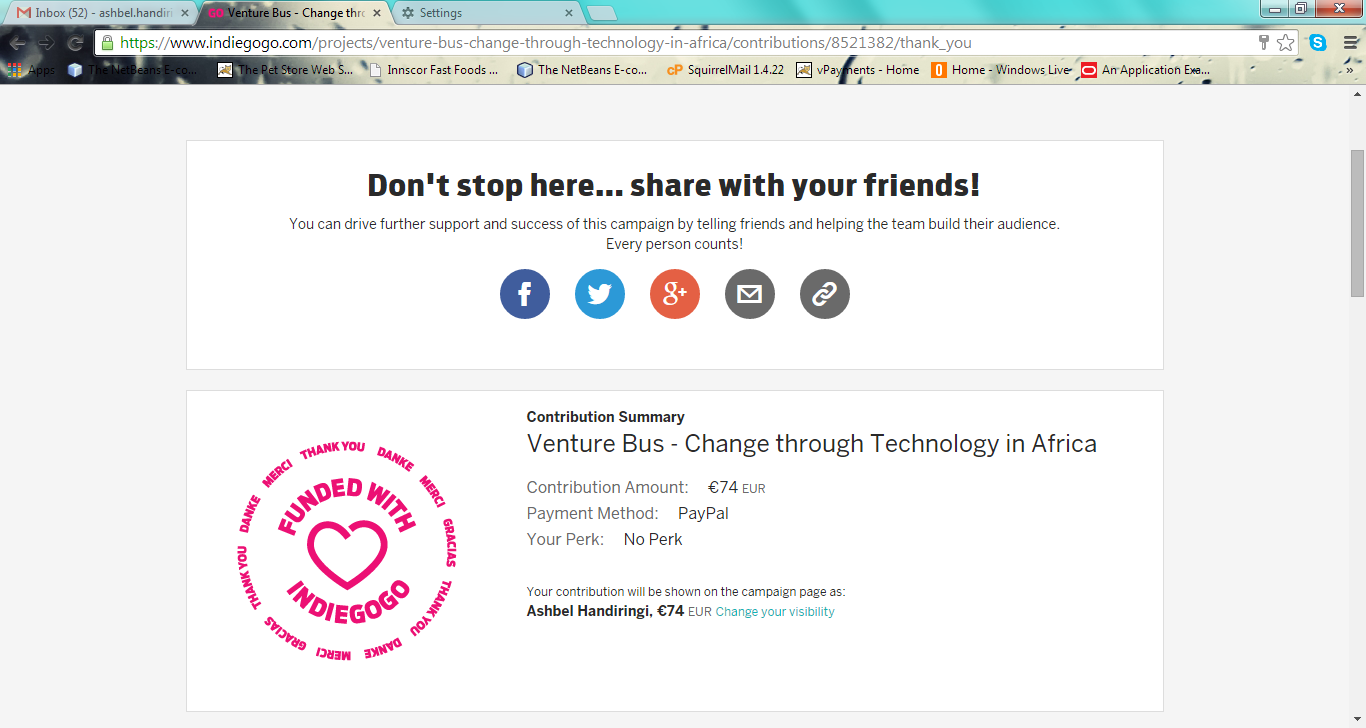 Inbox (52) - ashbel.handiri
Venture Bus - Change thro
Settings
https://www.indiegogo.com/projects/venture-bus-change-through-technology-in-africa/contributions/8521382/thank_you
Apps
The NetBeans E-co...
The Pet Store Web S...
Innscor Fast Foods ...
The NetBeans E-co...
cP SquirrelMail 1.4.22
vPayments - Home
Home - Windows Live
An Application Exa...
»
Don't stop here... share with your friends!
You can drive further support and success of this campaign by telling friends and helping the team build their audience.
Every person counts!
THANK YOU DANKE MERCI GRACIAS THANK YOU DANKE MERCI GRACIAS THANK YOU DANKE MERCI
FUNDED WITH
INDIEGOGO
Contribution Summary
Venture Bus - Change through Technology in Africa
Contribution Amount: €74 EUR
Payment Method: PayPal
Your Perk: No Perk
Your contribution will be shown on the campaign page as:
Ashbel Handiringi, €74 EUR Change your visibility